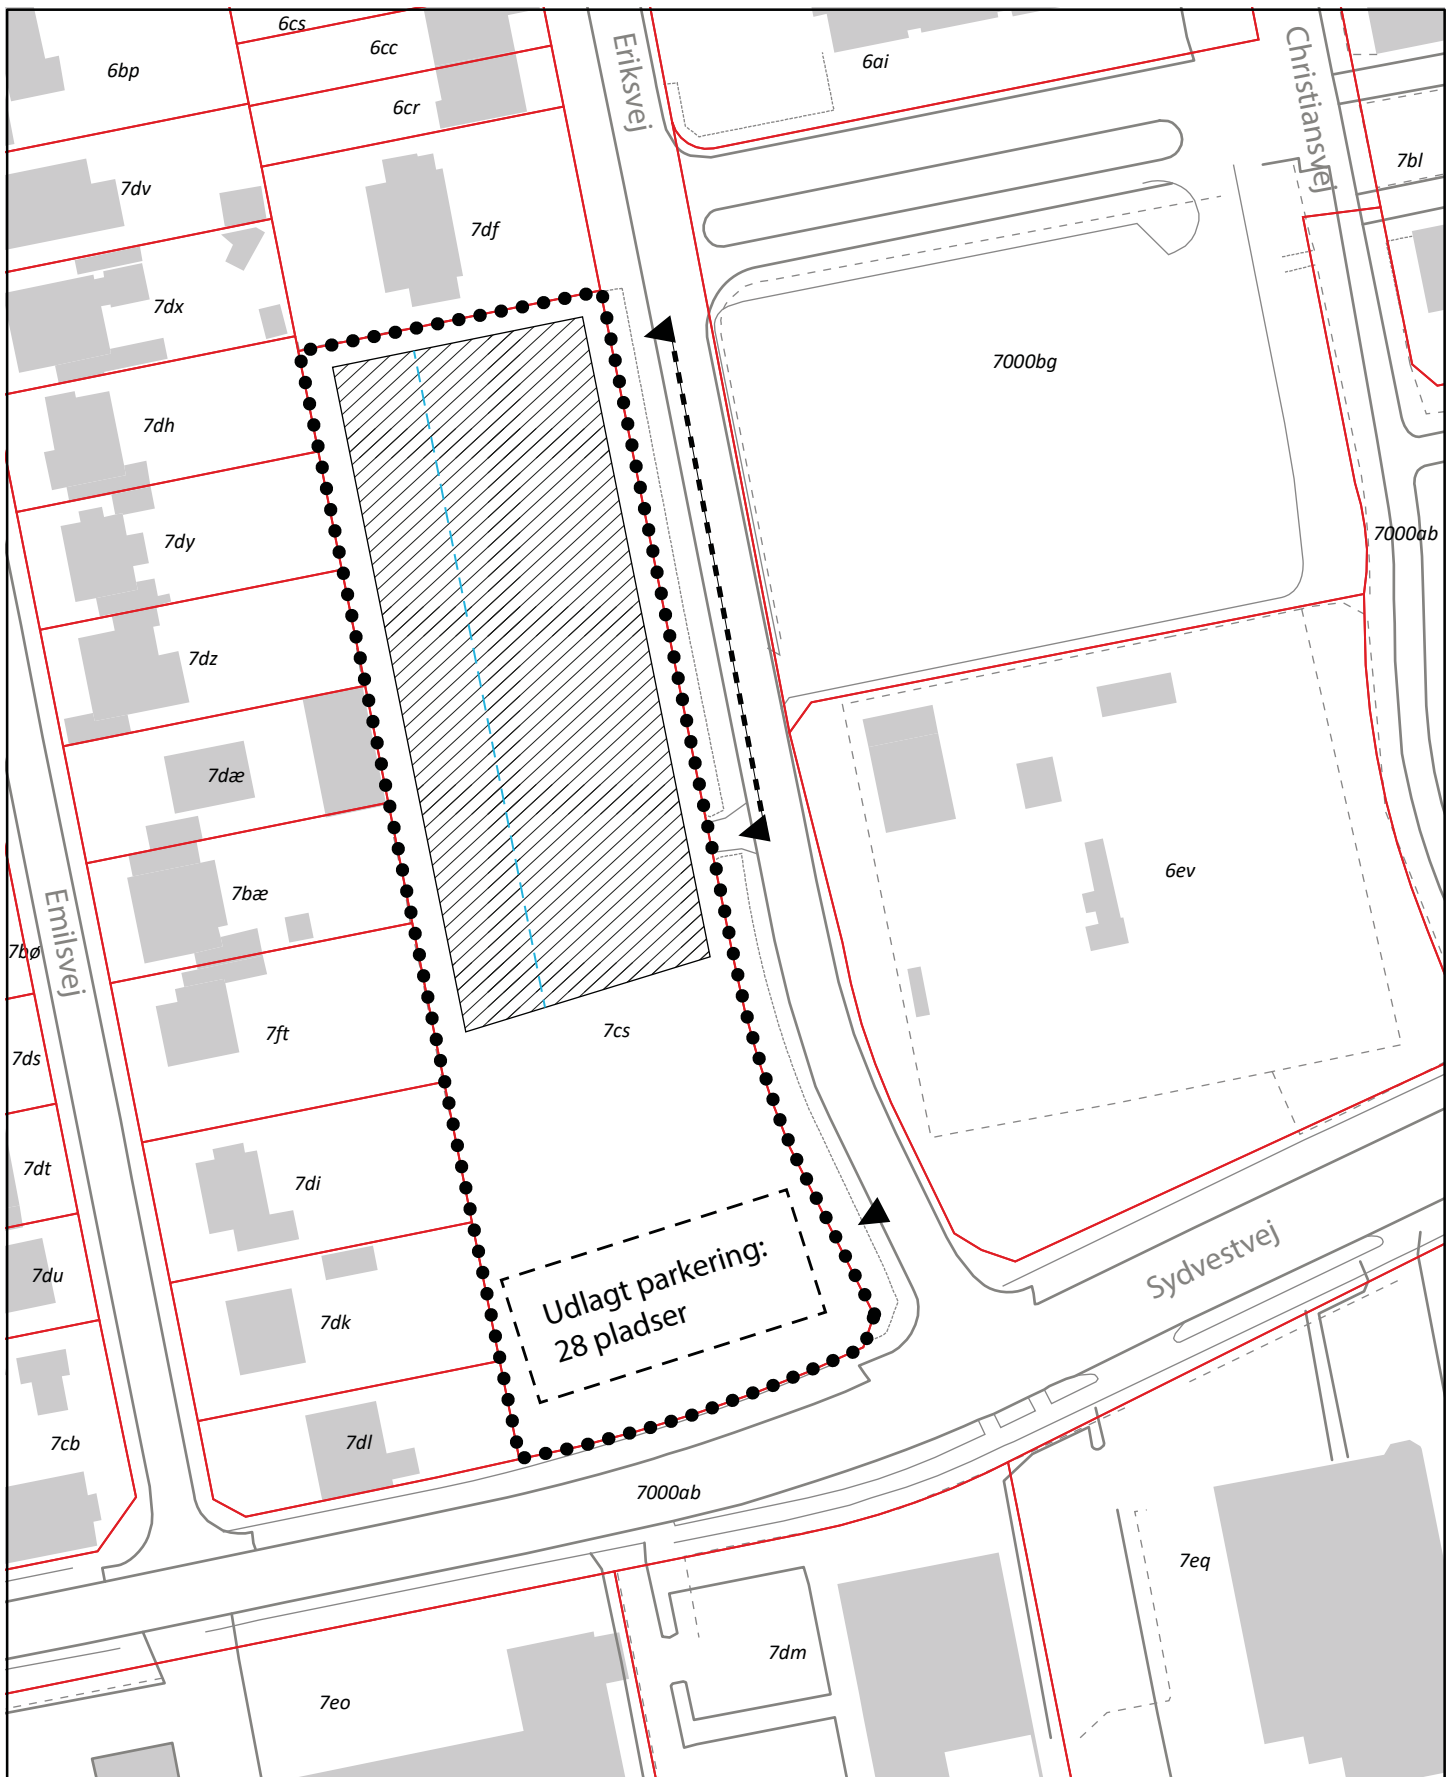 6cs
6cc
6bp
6cr
Eriksvej
6ai
Christiansvej
7bl
7dv
7df
7dx
7000bg
7dh
7dy
7000ab
7dz
7dæ
7bæ
6ev
Emilsvej
7bø
7ft
7cs
7ds
7dt
7di
7du
7dk
Udlagt parkering:
28 pladser
Sydvestvej
7cb
7dl
7000ab
7eq
7dm
7eo